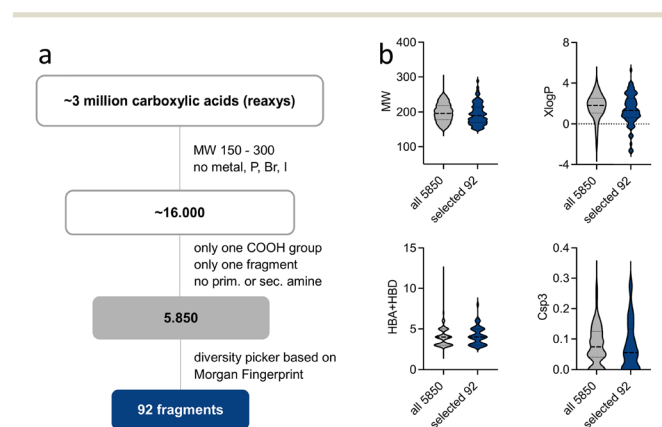 a
~3 million carboxylic acids (reaxys)
MW 150 - 300
no metal, P, Br, I
~16.000
only one COOH group
only one fragment
no prim. or sec. amine
5.850
diversity picker based on
Morgan Fingerprint
92 fragments
b
MW
400
300
200
100
all 5850
selected 92
XlogP
8
4
0
-4
all 5850
selected 92
HBA+HBD
15
10
5
0
all 5850
selected 92
Csp3
0.4
0.3
0.2
0.1
0.0
all 5850
selected 92